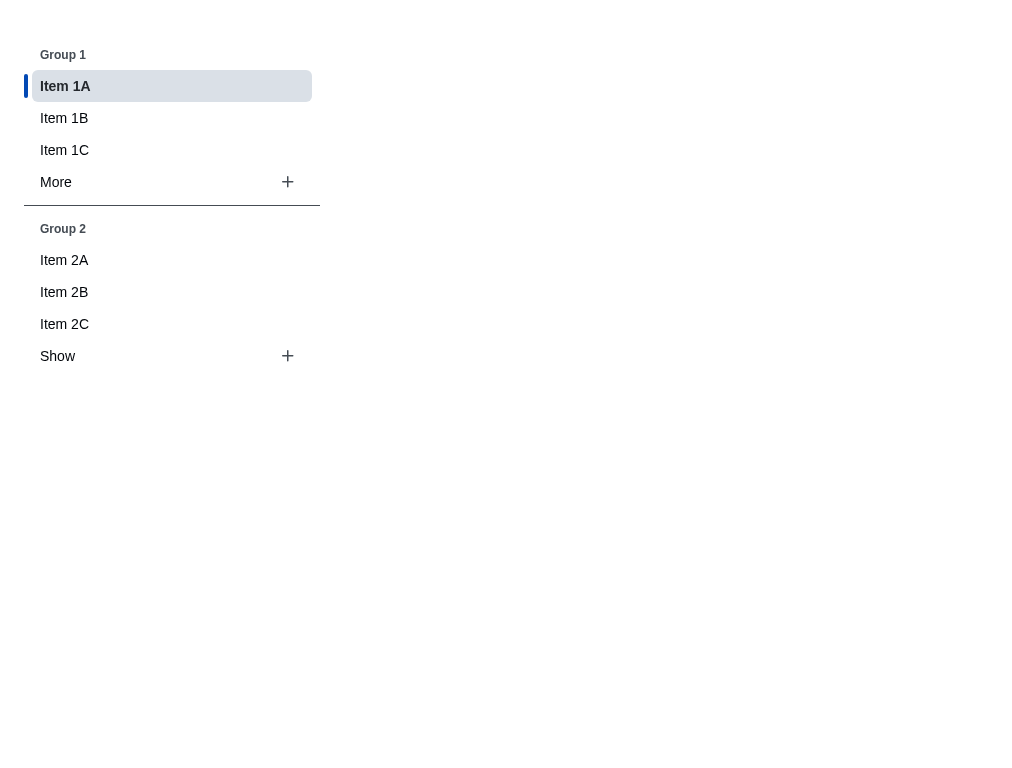 Group 1
Item 1A
Item 1B
Item 1C
More
Group 2
Item 2A
Item 2B
Item 2C
Show